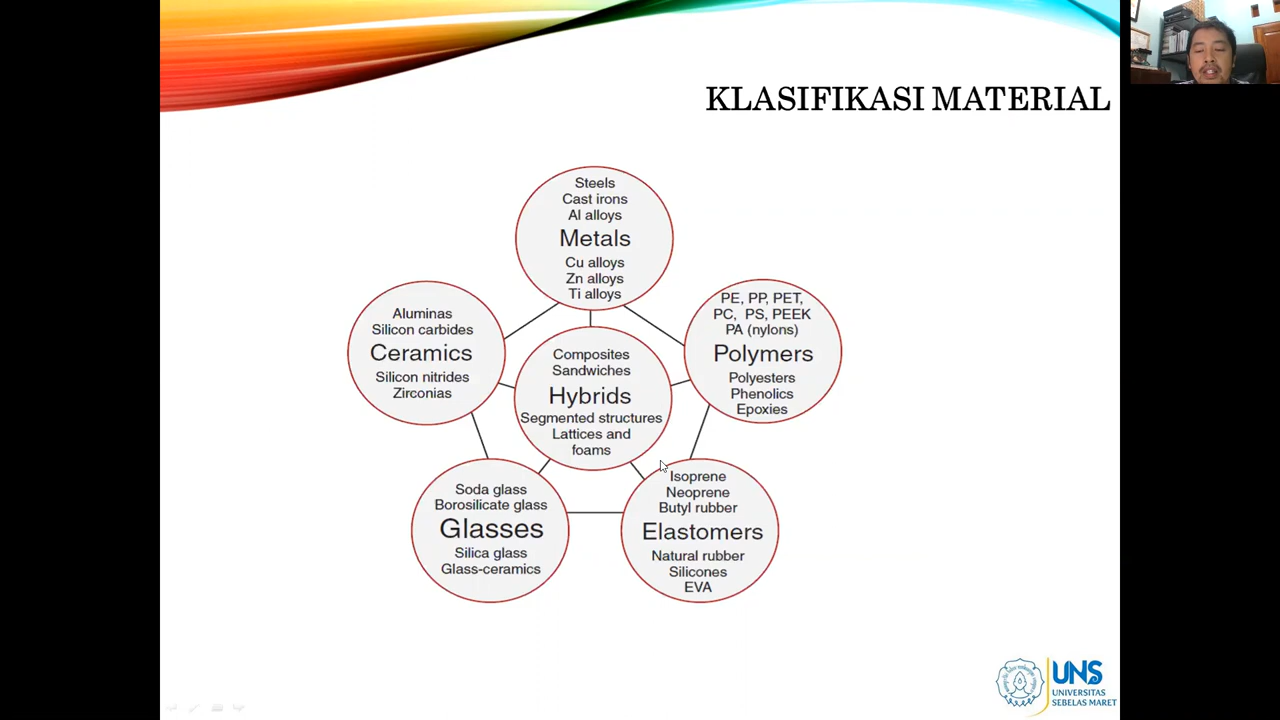 KLASIFIKASI MATERIAL
Steels
Cast irons
Al alloys
Metals
Cu alloys
Zn alloys
Ti alloys
Aluminas
Silicon carbides
Ceramics
Silicon nitrides
Zirconias
Composites
Sandwiches
Hybrids
Segmented structures
Lattices and
foams
PE, PP, PET,
PC, PS, PEEK
PA (nylons)
Polymers
Polyesters
Phenolics
Epoxies
Soda glass
Borosilicate glass
Glasses
Silica glass
Glass-ceramics
Isoprene
Neoprene
Butyl rubber
Elastomers
Natural rubber
Silicones
EVA
UNS
UNIVERSITAS
SEBELAS MARET